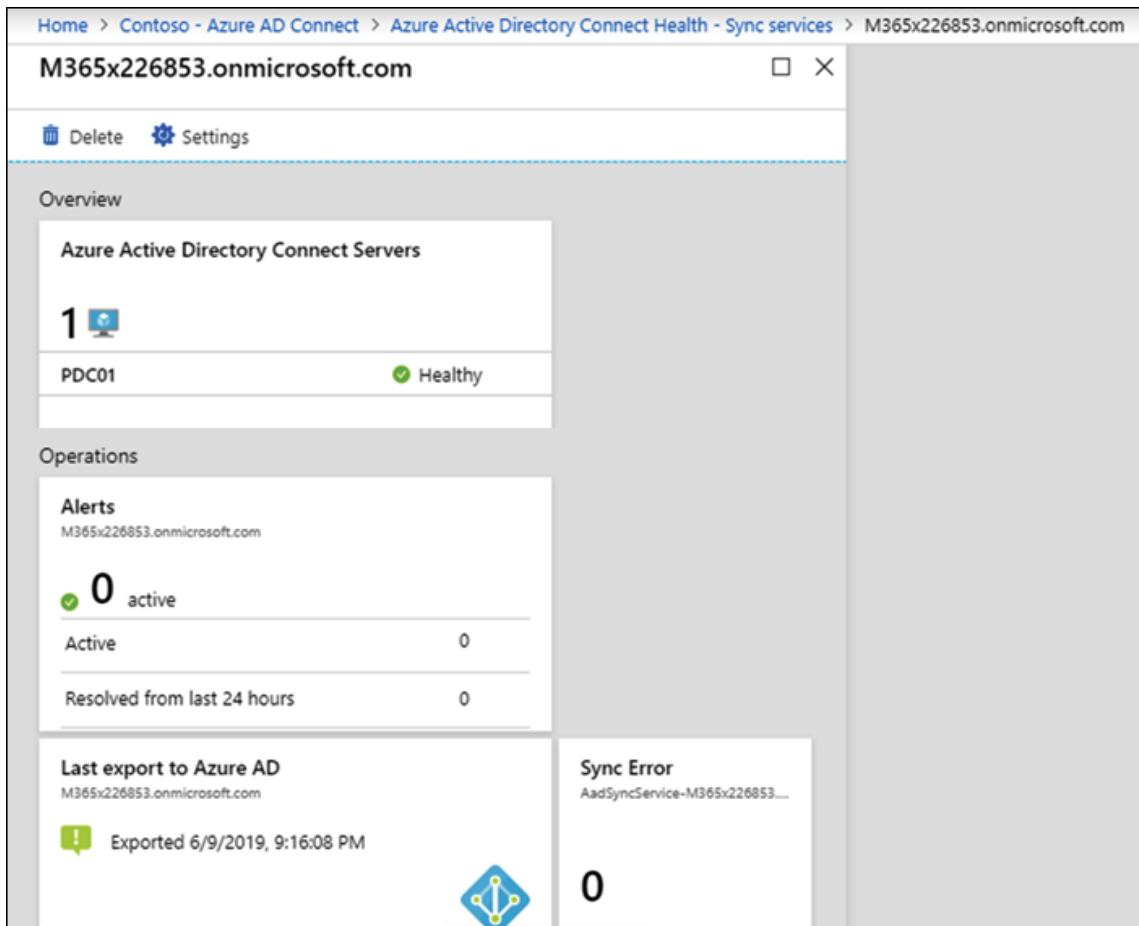 Home > Contoso - Azure AD Connect > Azure Active Directory Connect Health - Sync services > M365x226853.onmicrosoft.com
M365x226853.onmicrosoft.com
Delete Settings
Overview
Azure Active Directory Connect Servers
1
PDC01 Healthy
Operations
Alerts
M365x226853.onmicrosoft.com
0 active
Active 0
Resolved from last 24 hours 0
Last export to Azure AD
M365x226853.onmicrosoft.com
Exported 6/9/2019, 9:16:08 PM
Sync Error
AadSyncService-M365x226853....
0